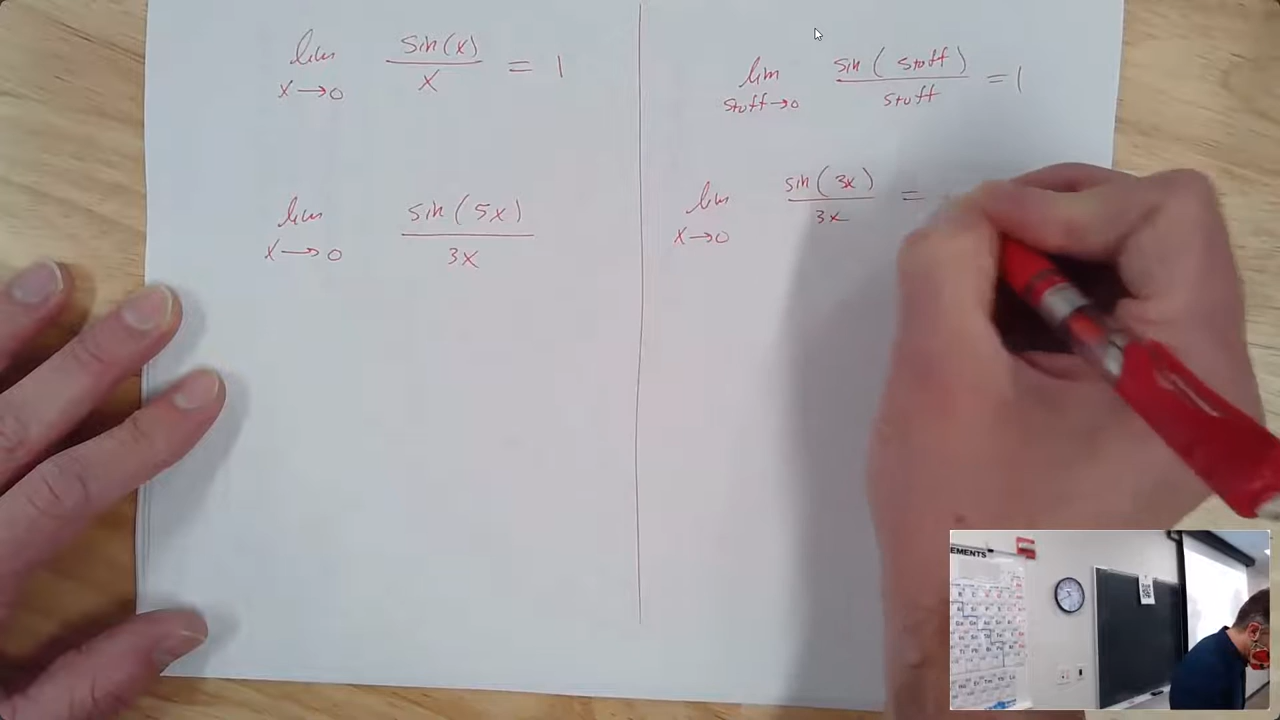 lim sin(x)/x = 1
x→0
lim sin(5x)/3x
x→0
lim sin(stuff)/stuff = 1
stuff→0
lim sin(3x)/3x =
x→0
EMENTS